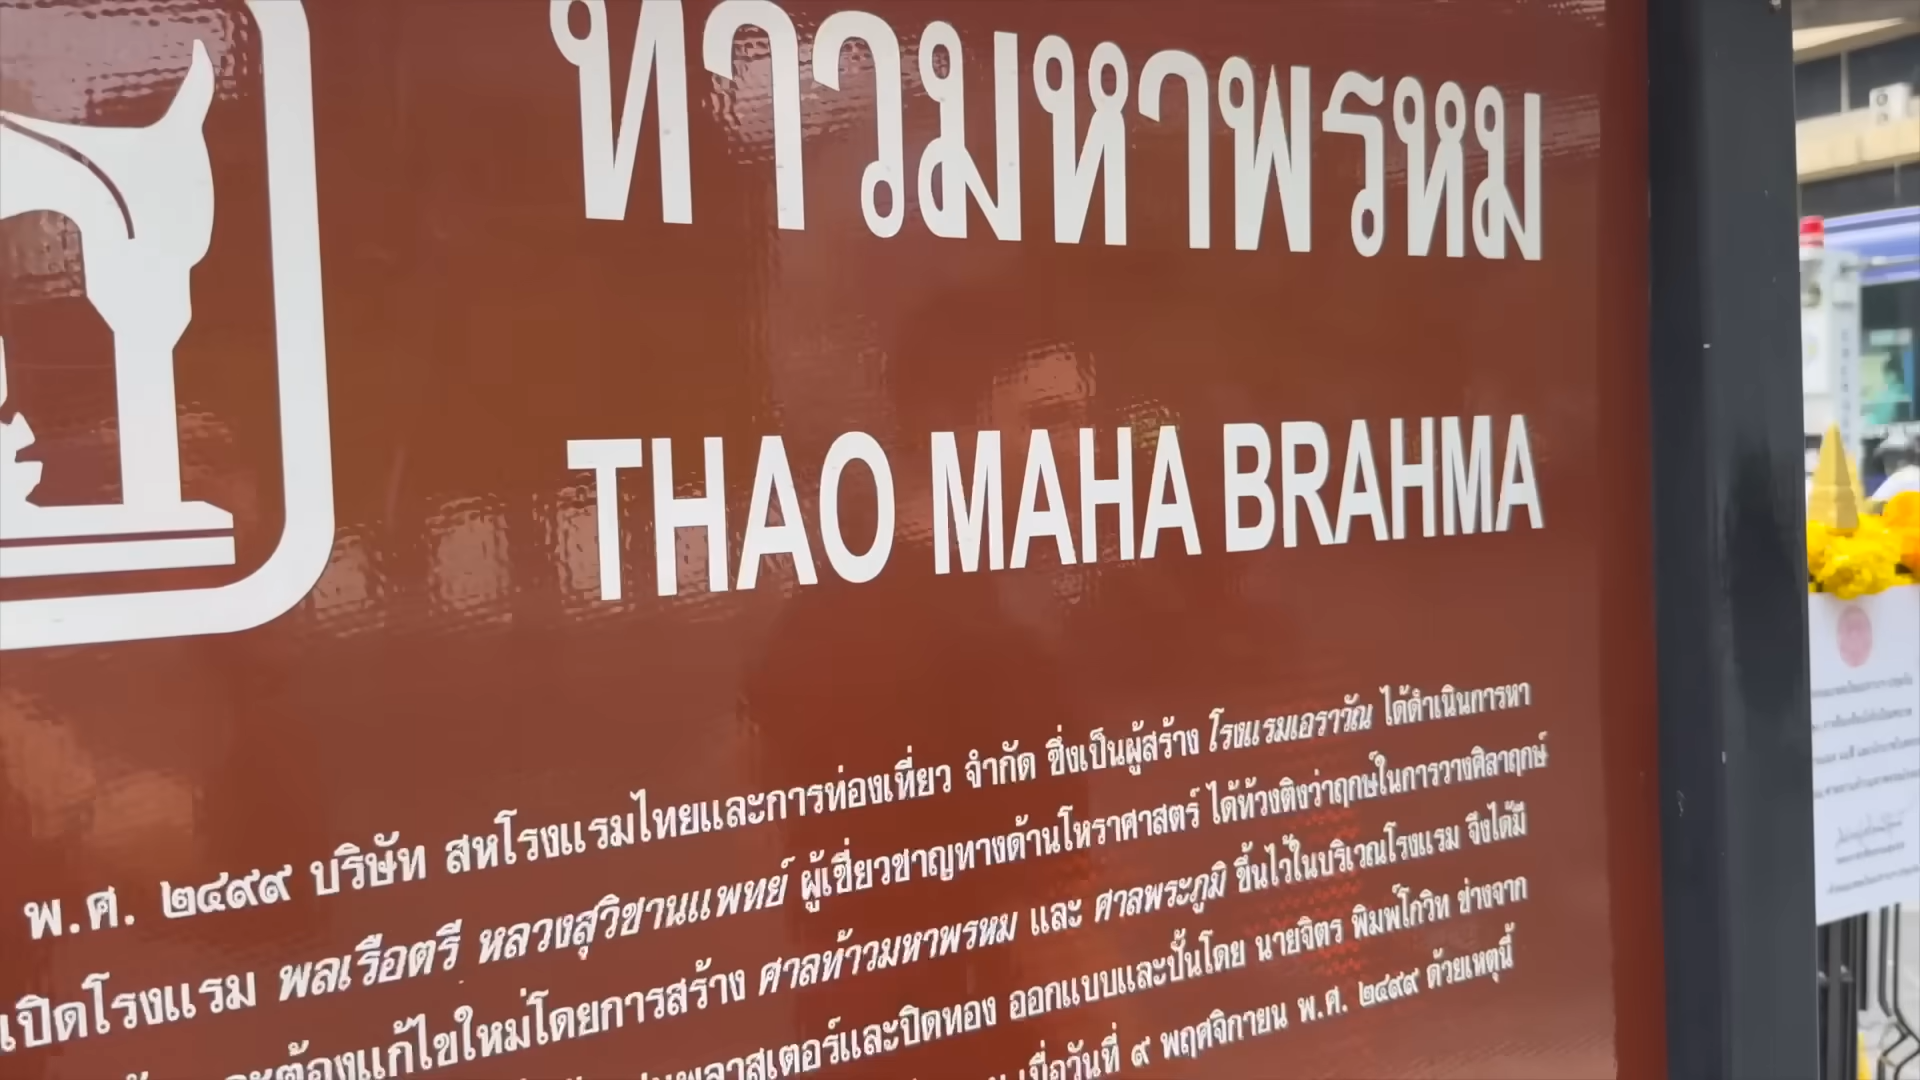 ท้าวมหาพรหม
THAO MAHA BRAHMA
พ.ศ. ๒๔๙๙ บริษัท สหโรงแรมไทยและการท่องเที่ยว จำกัด ซึ่งเป็นผู้สร้าง โรงแรมเอราวัณ ได้ดำเนินการหา
เปิดโรงแรม พลเรือตรี หลวงสุวิชานแพทย์ ผู้เชี่ยวชาญทางด้านโหราศาสตร์ ได้ท้วงติงว่าฤกษ์ในการวางศิลาฤกษ์
ต้องแก้ไขใหม่โดยการสร้าง ศาลท้าวมหาพรหม และ ศาลพระภูมิ ขึ้นไว้ในบริเวณโรงแรม จึงได้มี
พลาสเตอร์และปิดทอง ออกแบบและปั้นโดย นายจิตร พิมพ์โกวิท ช่างจาก
เมื่อวันที่ ๙ พฤศจิกายน พ.ศ. ๒๔๙๙ ด้วยเหตุนี้